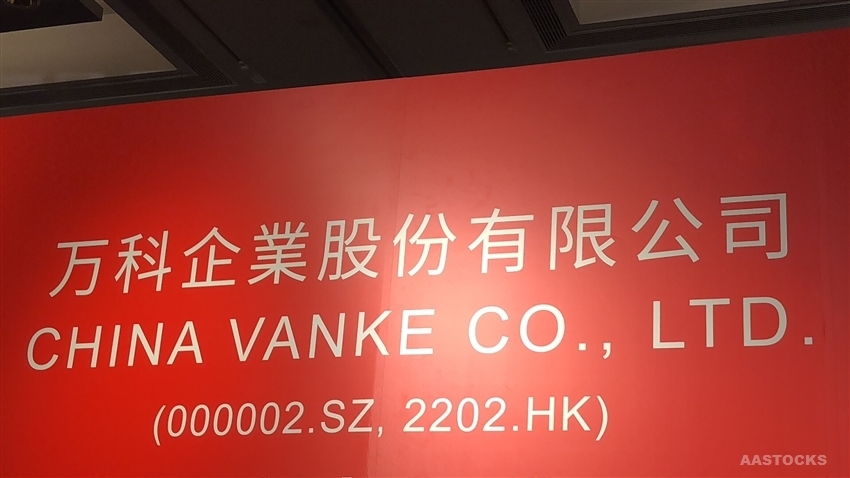 万科企業股份有限公司
CHINA VANKE CO., LTD.
(000002.SZ, 2202.HK)
AASTOCKS